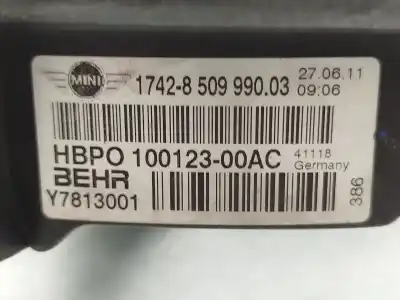 MINI 1742-8 509 990.03 27.06.11
09:06
HBPO 100123-00AC 41118
Germany
BEHR
Y7813001
386